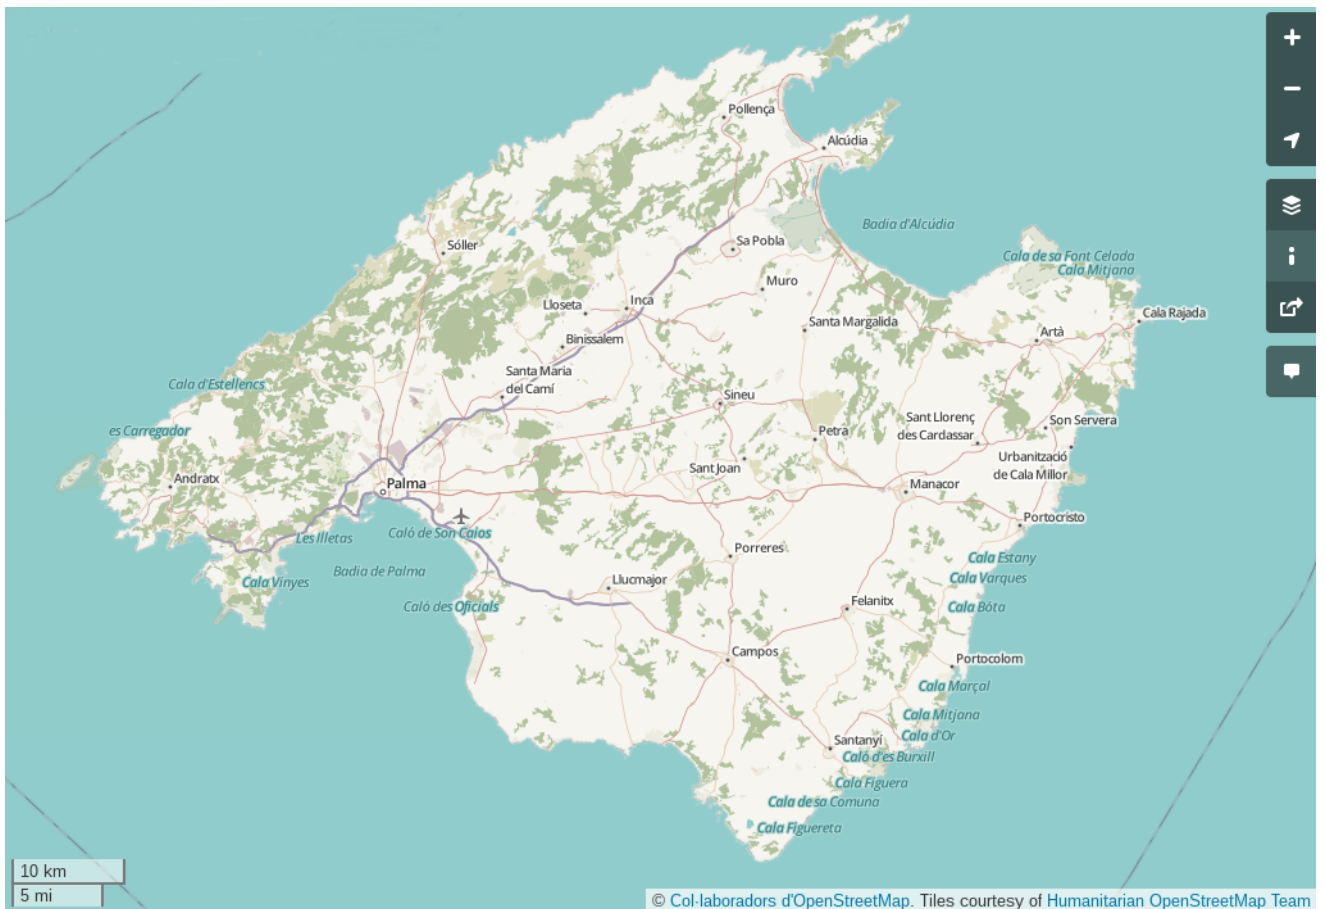 Pollença
Alcúdia
Badia d'Alcúdia
Sa Pobla
Sóller
Cala de sa Font Celada
Cala Mitjana
Muro
Inca
Lloseta
Cala Rajada
Santa Margalida
Artà
Binissalem
Santa Maria
del Camí
Cala d'Estellencs
Sineu
Sant Llorenç
des Cardassar
Son Servera
es Carregador
Petra
Urbanització
de Cala Millor
Sant Joan
Andratx
Palma
Manacor
Portocristo
Caló de Son Caios
Les Illetas
Porreres
Cala Estany
Badia de Palma
Cala Vinyes
Llucmajor
Cala Varques
Caló des Oficials
Felanitx
Cala Bóta
Campos
Portocolom
Cala Marçal
Cala Mitjana
Cala d'Or
Santanyí
Caló d'es Burxill
Cala Figuera
Cala de sa Comuna
Cala Figuereta
10 km
5 mi
© Col·laboradors d'OpenStreetMap. Tiles courtesy of Humanitarian OpenStreetMap Team